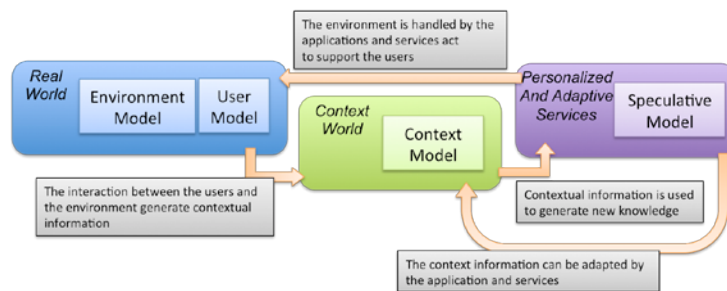 The environment is handled by the
applications and services act
to support the users
Real
World
Environment
Model
User
Model
Personalized
And Adaptive
Services
Speculative
Model
Context
World
Context
Model
The interaction between the users and
the environment generate contextual
information
Contextual information is used
to generate new knowledge
The context information can be adapted by
the application and services